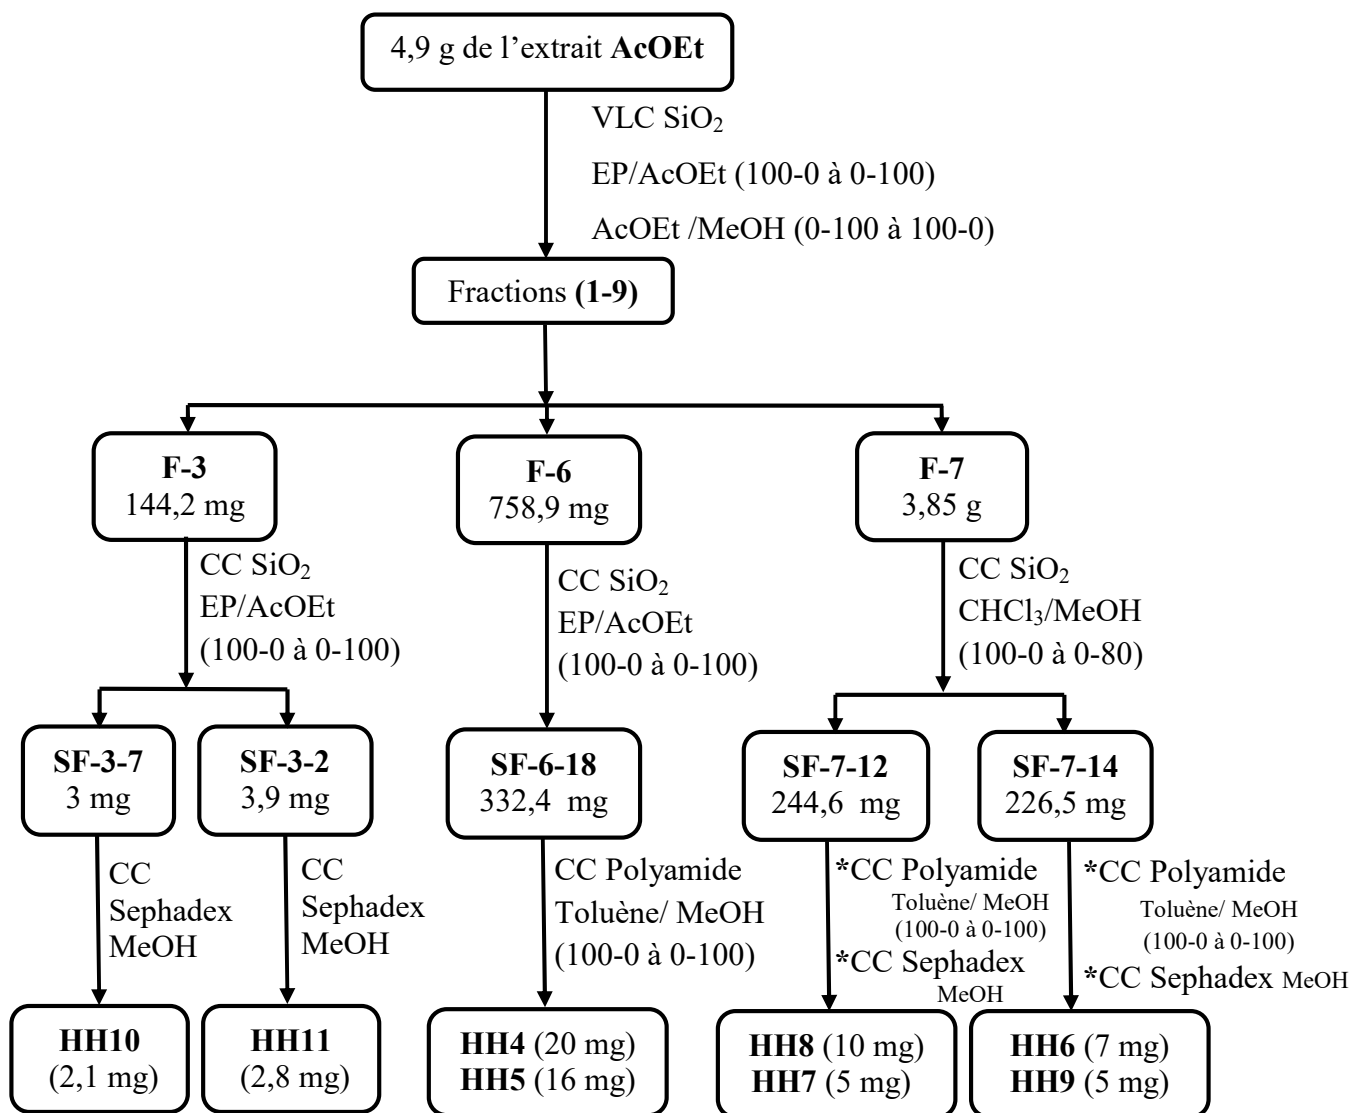 4,9 g de l’extrait AcOEt
VLC SiO₂
EP/AcOEt (100-0 à 0-100)
AcOEt /MeOH (0-100 à 100-0)
Fractions (1-9)
F-3
144,2 mg
F-6
758,9 mg
F-7
3,85 g
CC SiO₂
EP/AcOEt
(100-0 à 0-100)
CC SiO₂
EP/AcOEt
(100-0 à 0-100)
CC SiO₂
CHCl₃/MeOH
(100-0 à 0-80)
SF-3-7
3 mg
SF-3-2
3,9 mg
SF-6-18
332,4 mg
SF-7-12
244,6 mg
SF-7-14
226,5 mg
CC
Sephadex
MeOH
CC
Sephadex
MeOH
CC Polyamide
Toluène/ MeOH
(100-0 à 0-100)
*CC Polyamide
Toluène/ MeOH
(100-0 à 0-100)
*CC Sephadex
MeOH
*CC Polyamide
Toluène/ MeOH
(100-0 à 0-100)
*CC Sephadex MeOH
HH10
(2,1 mg)
HH11
(2,8 mg)
HH4 (20 mg)
HH5 (16 mg)
HH8 (10 mg)
HH7 (5 mg)
HH6 (7 mg)
HH9 (5 mg)